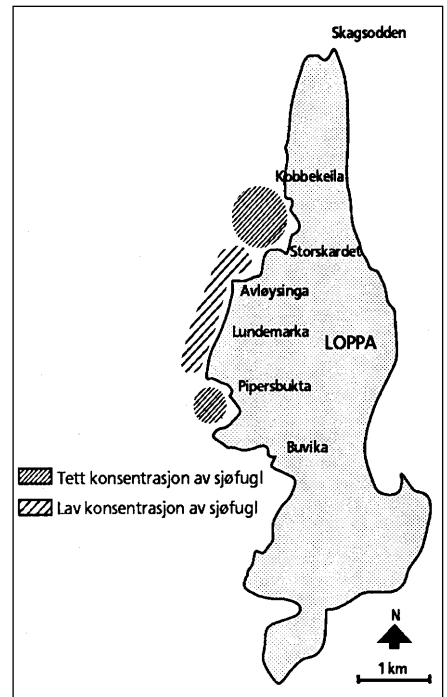 Skagsodden
Kobbekeila
Storskardet
Avløysinga
Lundemarka
LOPPA
Pipersbukta
Buvika
Tett konsentrasjon av sjøfugl
Lav konsentrasjon av sjøfugl
N
1 km